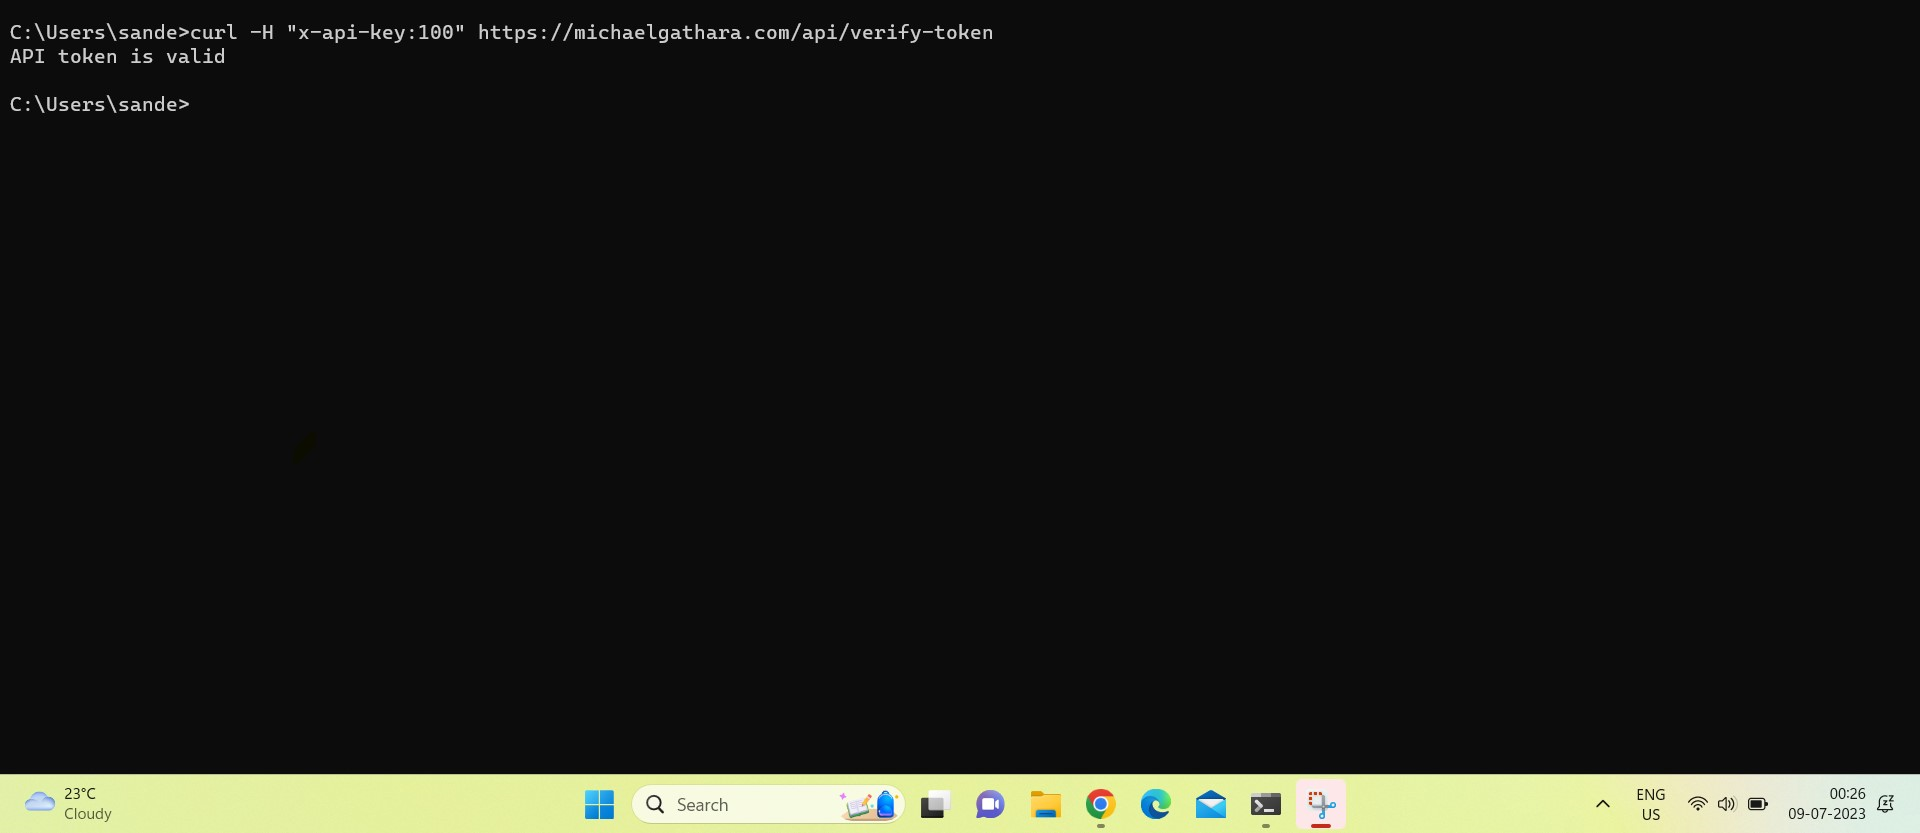 C:\Users\sande>curl -H "x-api-key:100" https://michaelgathara.com/api/verify-token
API token is valid
C:\Users\sande>
23°C
Cloudy
Search
ENG
US
00:26
09-07-2023